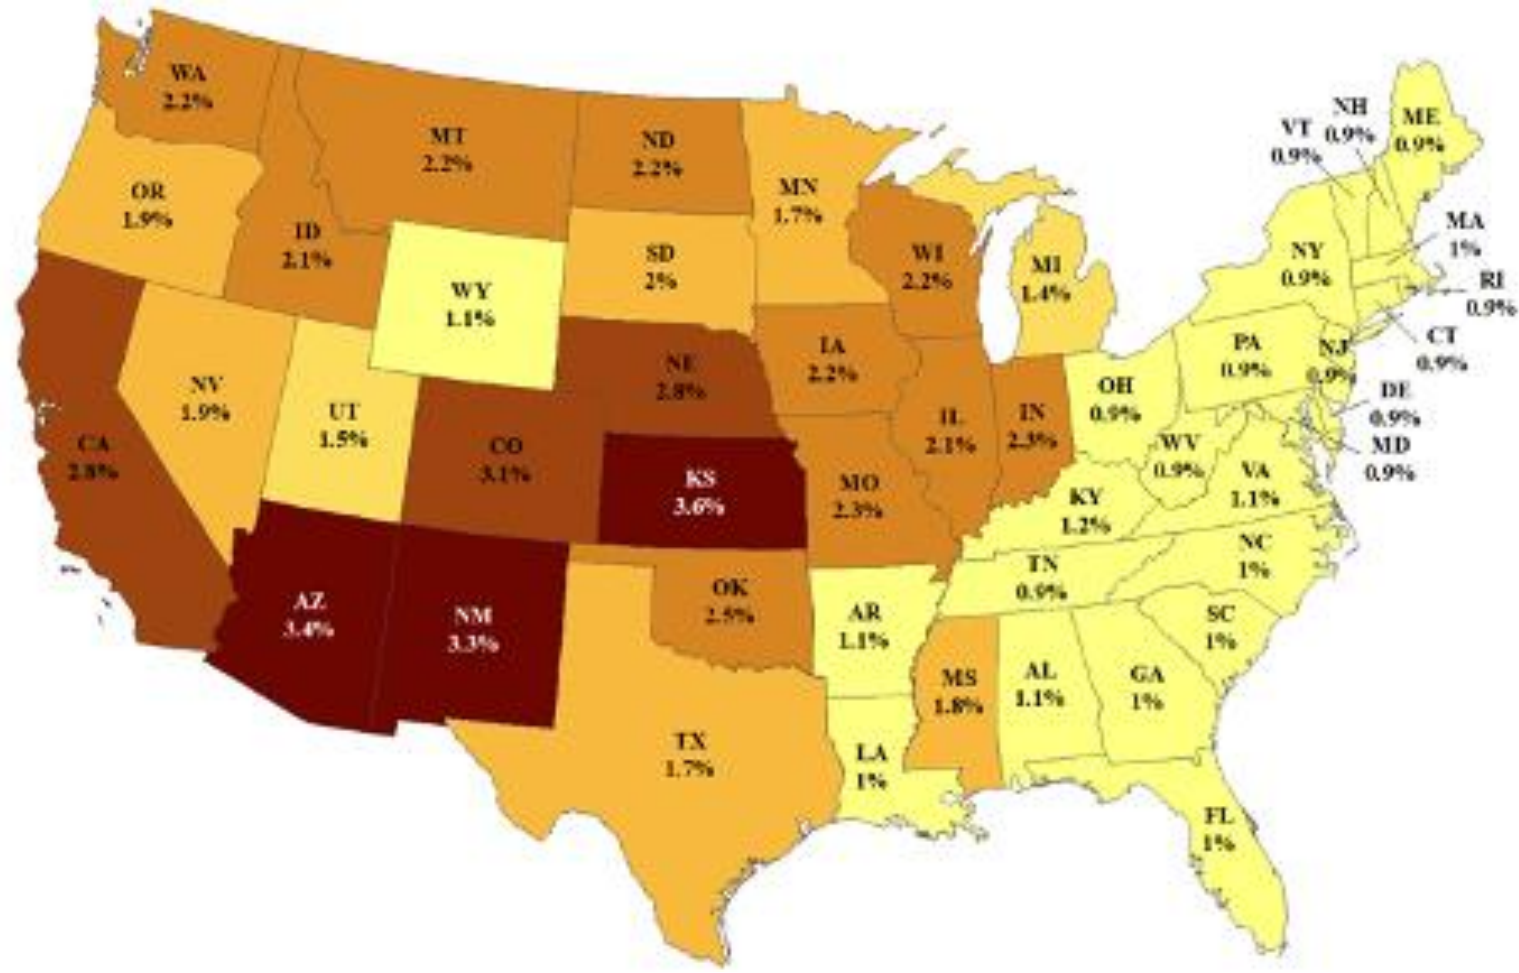 WA
2.2%
MT
2.2%
ND
2.2%
MN
1.7%
OR
1.9%
ID
2.1%
WY
1.1%
SD
2%
WI
2.2%
MI
1.4%
VT
0.9%
NH
0.9%
ME
0.9%
MA
1%
NY
0.9%
RI
0.9%
CT
0.9%
PA
0.9%
NJ
0.9%
DE
0.9%
MD
0.9%
CA
2.8%
NV
1.9%
UT
1.5%
CO
3.1%
NE
2.8%
KS
3.6%
IA
2.2%
MO
2.3%
IL
2.1%
IN
2.3%
OH
0.9%
WV
0.9%
VA
1.1%
KY
1.2%
NC
1%
TN
0.9%
SC
1%
AZ
3.4%
NM
3.3%
OK
2.5%
AR
1.1%
MS
1.8%
AL
1.1%
GA
1%
TX
1.7%
LA
1%
FL
1%